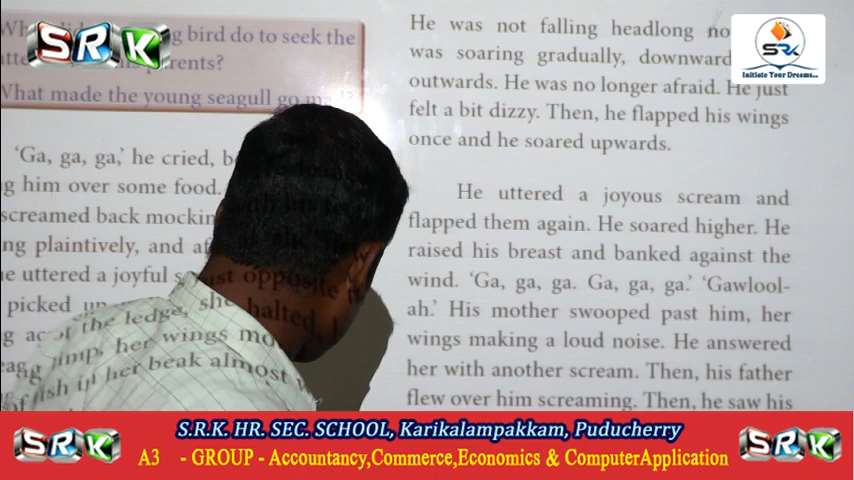 bird do to seek the
parents?
What made the young seagull go
'Ga, ga, ga,' he cried,
him over some food.
screamed back
plaintively, and
uttered a joyful
just opposite
picked up
of the ledge, she halted
jump, her wings
fish in her beak almost
He was not falling headlong
was soaring gradually, downward
outwards. He was no longer afraid. He just
felt a bit dizzy. Then, he flapped his wings
once and he soared upwards.
He uttered a joyous scream and
flapped them again. He soared higher. He
raised his breast and banked against the
wind. 'Ga, ga, ga. Ga, ga, ga.' 'Gawlool-
ah.' His mother swooped past him, her
wings making a loud noise. He answered
her with another scream. Then, his father
flew over him screaming. Then, he saw his
SRK
SRK
Initiate Your Dreams...
S.R.K. HR. SEC. SCHOOL, Karikalampakkam, Puducherry
A3 - GROUP - Accountancy,Commerce,Economics & ComputerApplication
SRK
SRK